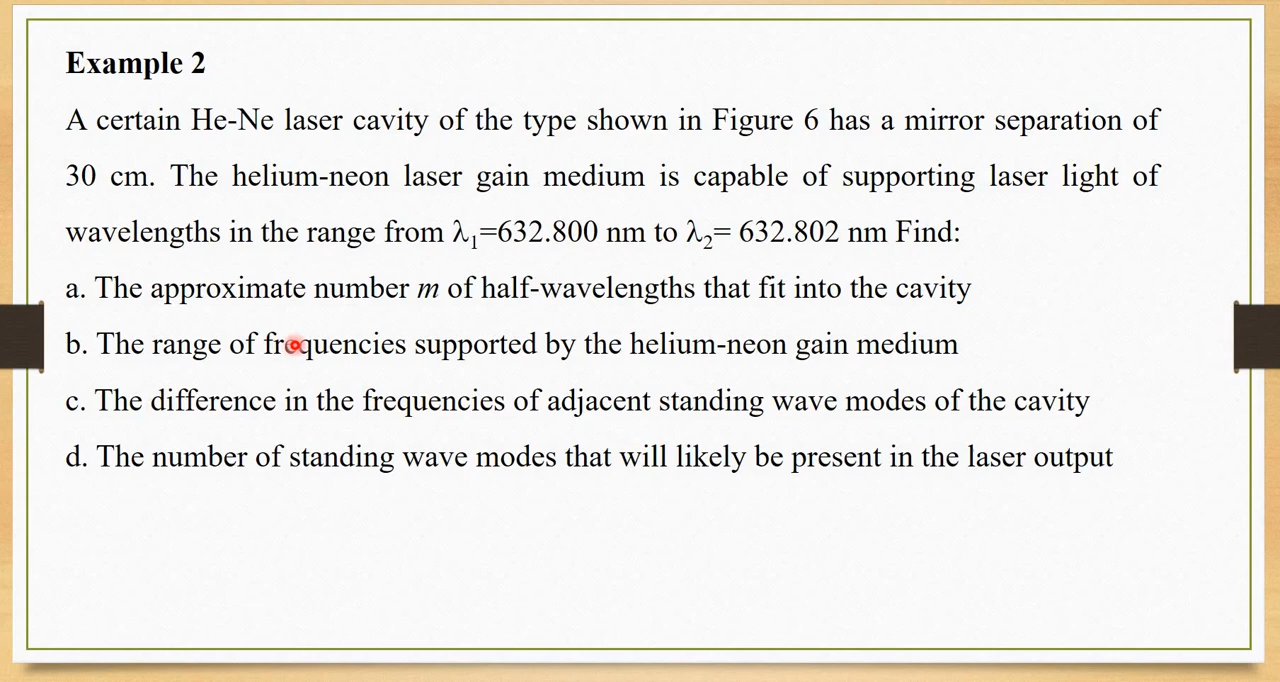 Example 2
A certain He-Ne laser cavity of the type shown in Figure 6 has a mirror separation of
30 cm. The helium-neon laser gain medium is capable of supporting laser light of
wavelengths in the range from λ₁=632.800 nm to λ₂= 632.802 nm Find:
a. The approximate number m of half-wavelengths that fit into the cavity
b. The range of frequencies supported by the helium-neon gain medium
c. The difference in the frequencies of adjacent standing wave modes of the cavity
d. The number of standing wave modes that will likely be present in the laser output